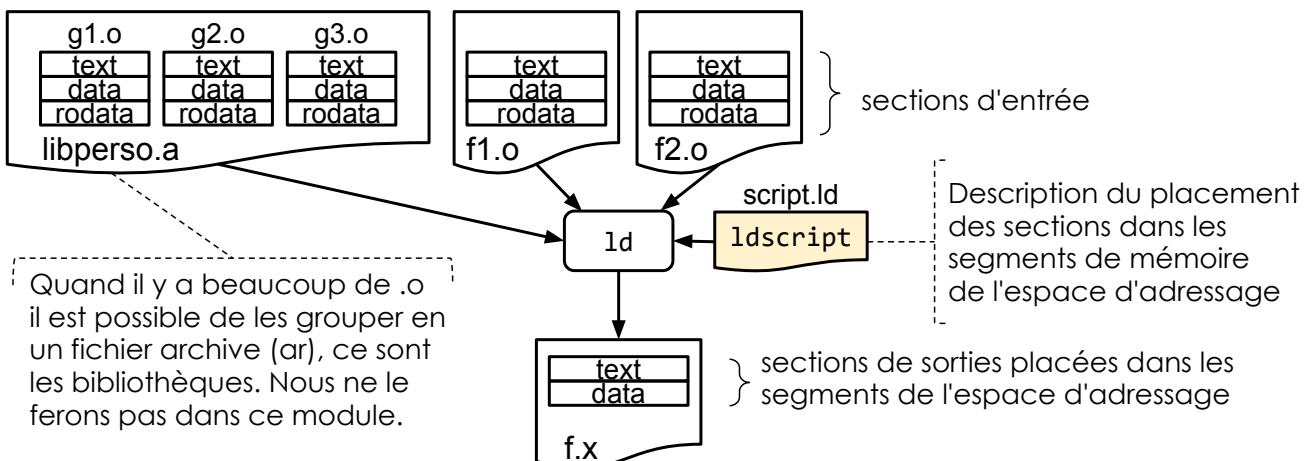 g1.o g2.o g3.o
text text text
data data data
rodata rodata rodata
libperso.a
text
data
rodata
f1.o
text
data
rodata
f2.o
sections d'entrée
script.ld
ldscript
ld
Description du placement
des sections dans les
segments de mémoire
de l'espace d'adressage
Quand il y a beaucoup de .o
il est possible de les grouper en
un fichier archive (ar), ce sont
les bibliothèques. Nous ne le
ferons pas dans ce module.
text
data
f.x
sections de sorties placées dans les
segments de l'espace d'adressage